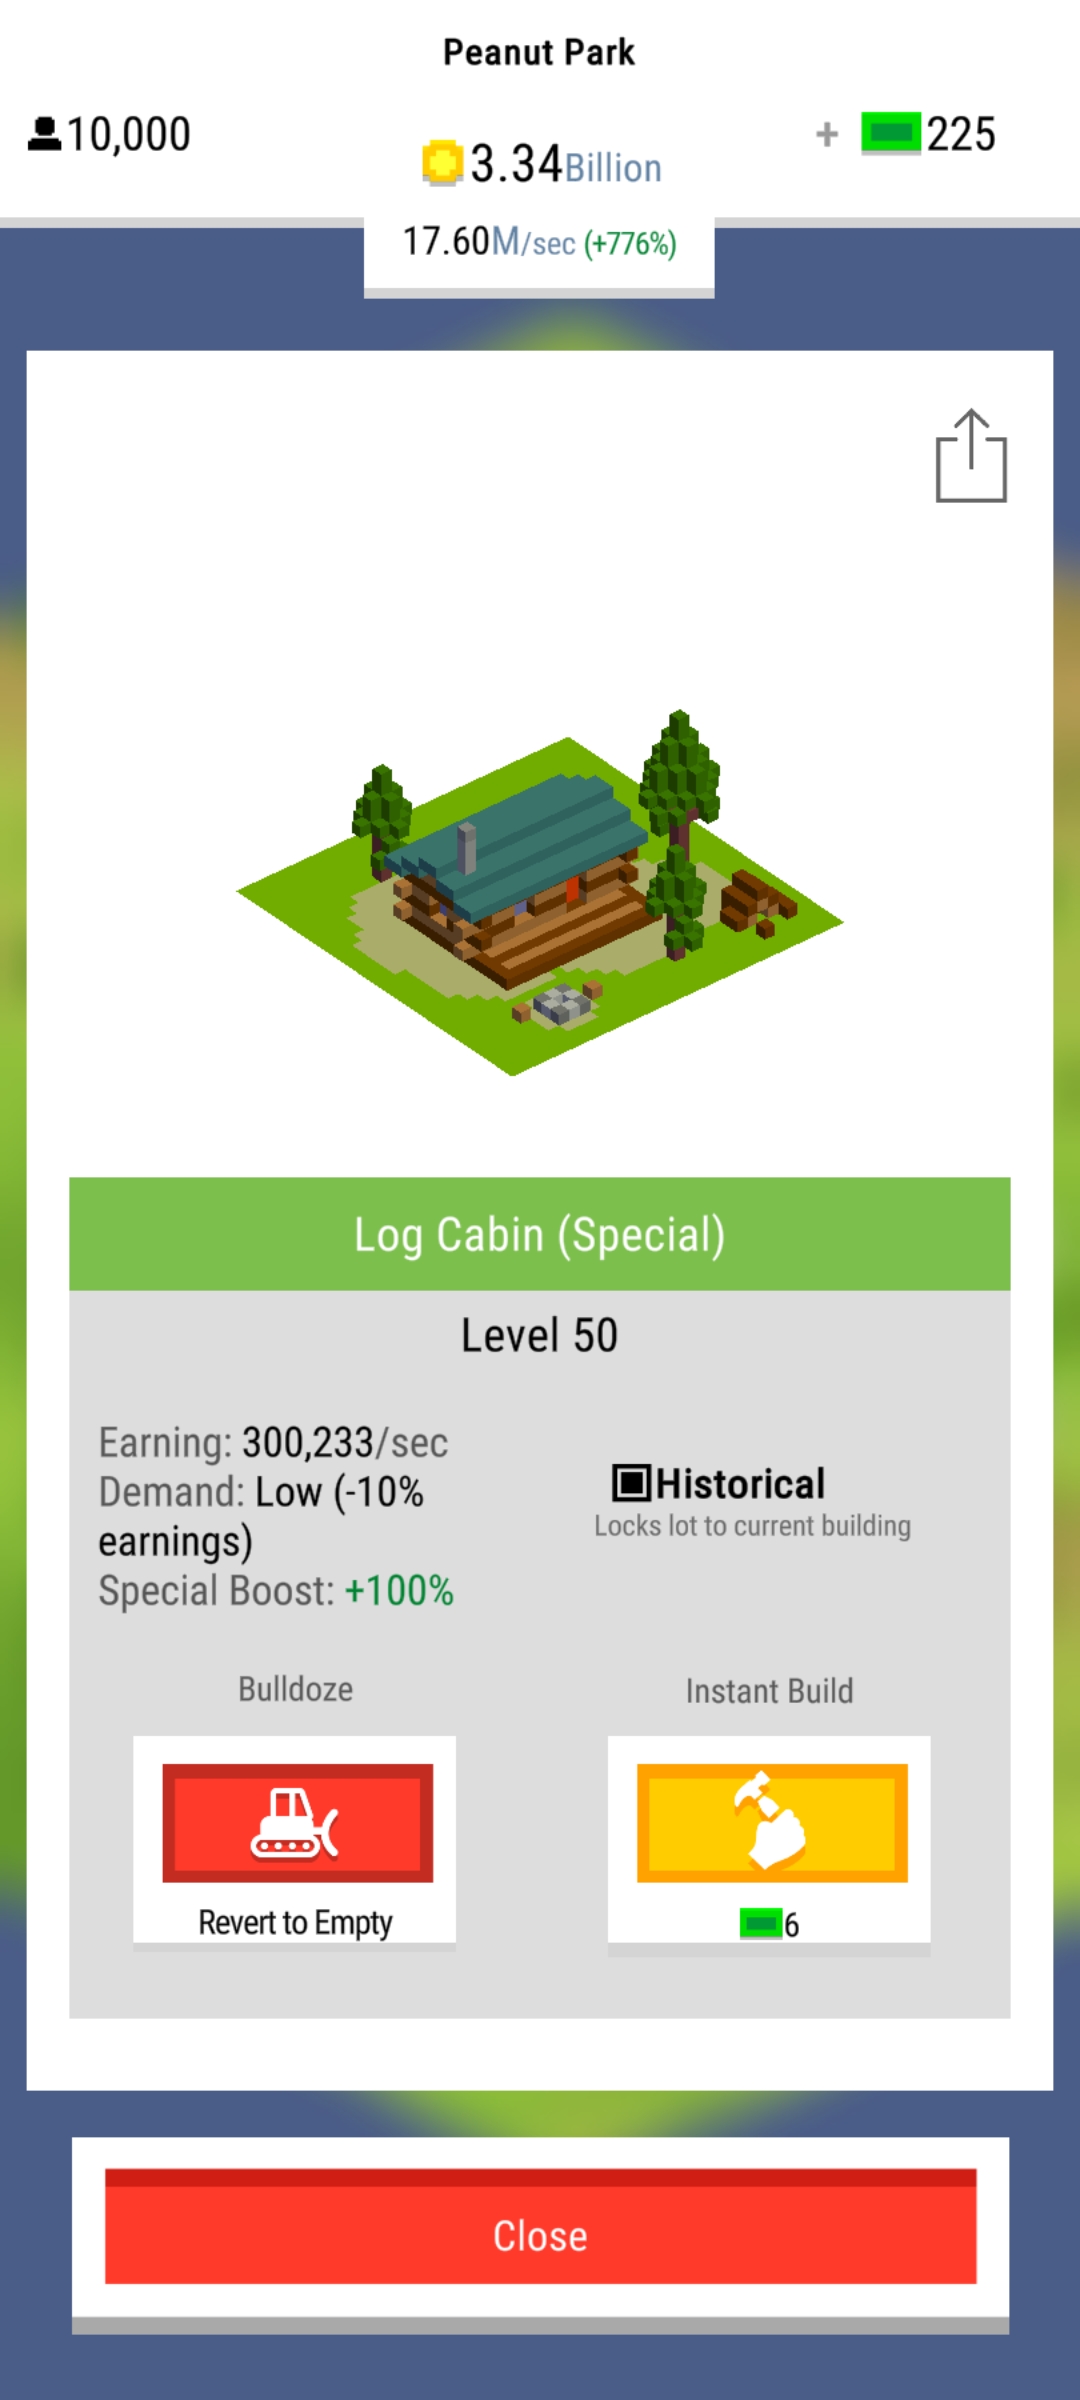 Peanut Park
10,000
3.34Billion
+ 225
17.60M/sec (+776%)
Log Cabin (Special)
Level 50
Earning: 300,233/sec
Demand: Low (-10%
earnings)
Special Boost: +100%
Historical
Locks lot to current building
Bulldoze
Revert to Empty
Instant Build
6
Close